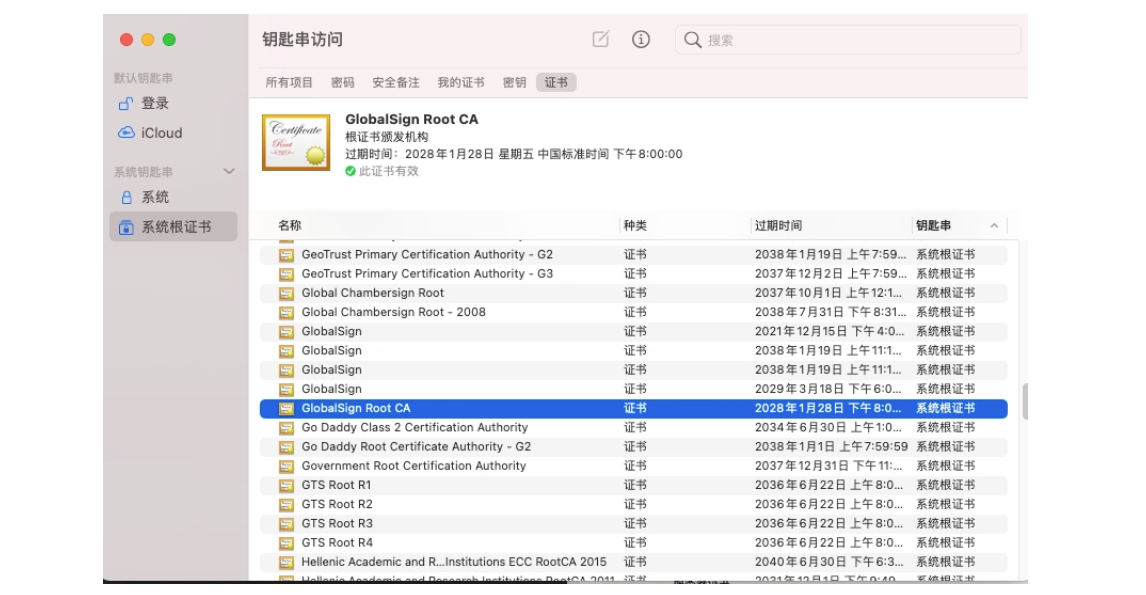 钥匙串访问
搜索
默认钥匙串
登录
iCloud
系统钥匙串
系统
系统根证书
所有项目 密码 安全备注 我的证书 密钥 证书
Certificate
Root
GlobalSign Root CA
根证书颁发机构
过期时间：2028年1月28日 星期五 中国标准时间 下午8:00:00
此证书有效
名称 种类 过期时间 钥匙串
GeoTrust Primary Certification Authority - G2 证书 2038年1月19日 上午7:59... 系统根证书
GeoTrust Primary Certification Authority - G3 证书 2037年12月2日 上午7:59... 系统根证书
Global Chambersign Root 证书 2037年10月1日 上午12:1... 系统根证书
Global Chambersign Root - 2008 证书 2038年7月31日 下午8:31... 系统根证书
GlobalSign 证书 2021年12月15日 下午4:0... 系统根证书
GlobalSign 证书 2038年1月19日 上午11:1... 系统根证书
GlobalSign 证书 2038年1月19日 上午11:1... 系统根证书
GlobalSign 证书 2029年3月18日 下午6:0... 系统根证书
GlobalSign Root CA 证书 2028年1月28日 下午8:0... 系统根证书
Go Daddy Class 2 Certification Authority 证书 2034年6月30日 上午1:0... 系统根证书
Go Daddy Root Certificate Authority - G2 证书 2038年1月1日 上午7:59:59 系统根证书
Government Root Certification Authority 证书 2037年12月31日 下午11:... 系统根证书
GTS Root R1 证书 2036年6月22日 上午8:0... 系统根证书
GTS Root R2 证书 2036年6月22日 上午8:0... 系统根证书
GTS Root R3 证书 2036年6月22日 上午8:0... 系统根证书
GTS Root R4 证书 2036年6月22日 上午8:0... 系统根证书
Hellenic Academic and R...Institutions ECC RootCA 2015 证书 2040年6月30日 下午6:3... 系统根证书
Hellenic Academic and Research Institutions RootCA 2011 证书 2031年12月1日 下午9:49... 系统根证书